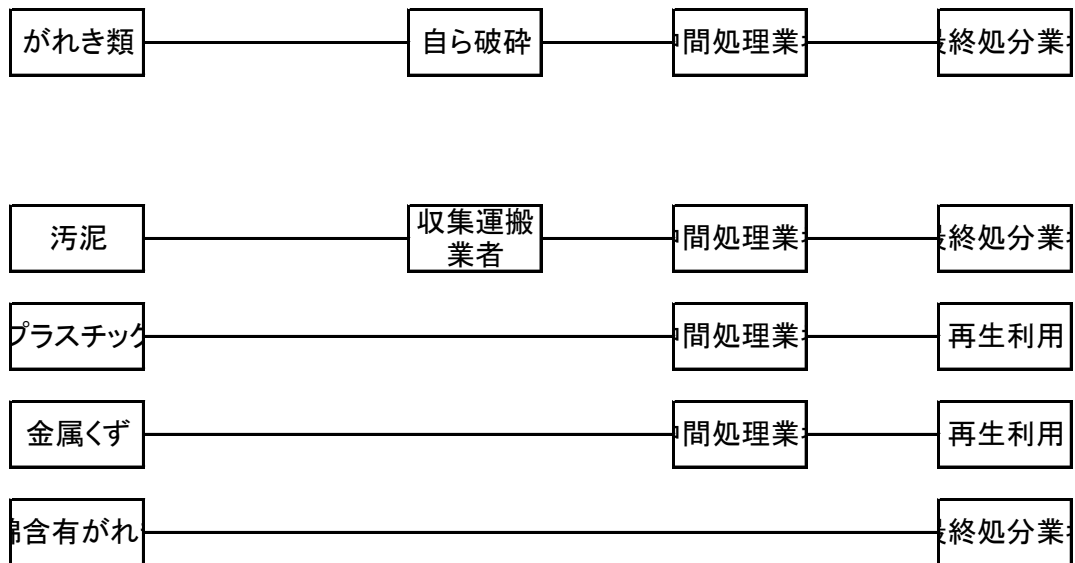 がれき類
自ら破砕
間処理業
終処分業
汚泥
収集運搬
業者
間処理業
終処分業
プラスチック
間処理業
再生利用
金属くず
間処理業
再生利用
含有がれ
終処分業